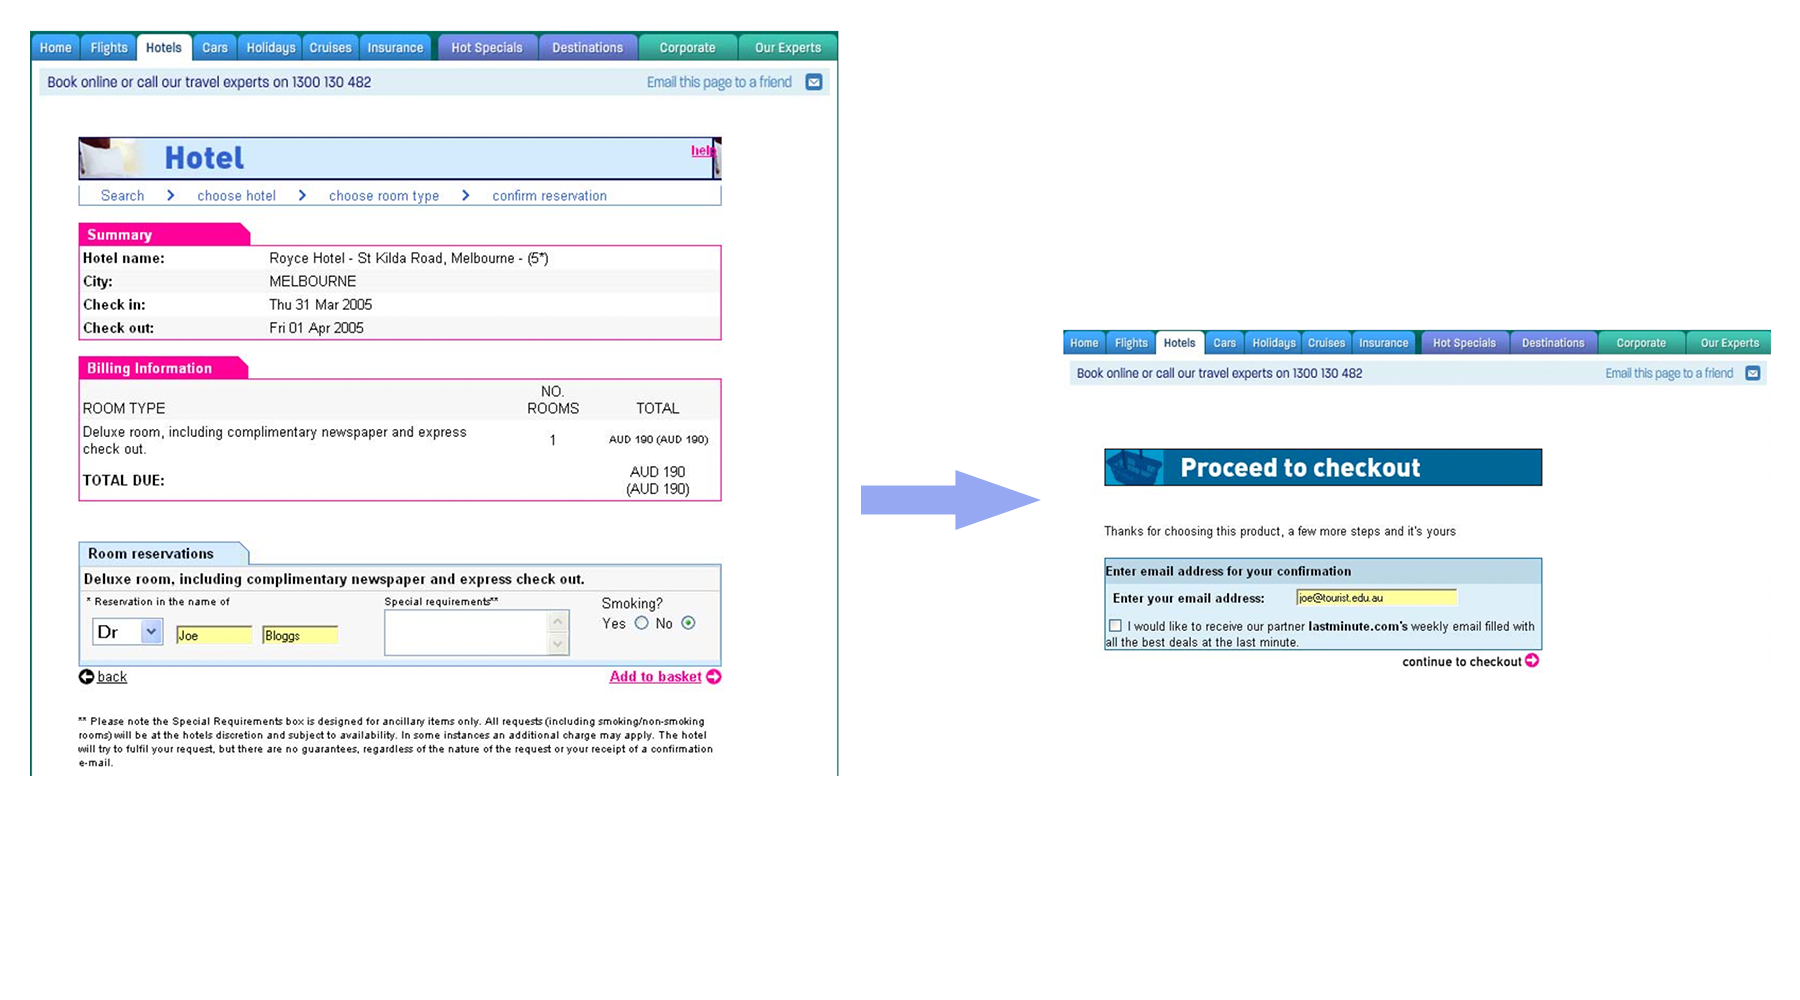 Home Flights Hotels Cars Holidays Cruises Insurance Hot Specials Destinations Corporate Our Experts
Book online or call our travel experts on 1300 130 482 Email this page to a friend
Hotel help
Search > choose hotel > choose room type > confirm reservation
Summary
Hotel name: Royce Hotel - St Kilda Road, Melbourne - (5*)
City: MELBOURNE
Check in: Thu 31 Mar 2005
Check out: Fri 01 Apr 2005
Billing Information
ROOM TYPE NO. ROOMS TOTAL
Deluxe room, including complimentary newspaper and express
check out. 1 AUD 190 (AUD 190)
TOTAL DUE: AUD 190
(AUD 190)
Room reservations
Deluxe room, including complimentary newspaper and express check out.
* Reservation in the name of Special requirements** Smoking?
Dr Joe Bloggs Yes No
back Add to basket
** Please note the Special Requirements box is designed for ancillary items only. All requests (including smoking/non-smoking
rooms) will be at the hotels discretion and subject to availability. In some instances an additional charge may apply. The hotel
will try to fulfil your request, but there are no guarantees, regardless of the nature of the request or your receipt of a confirmation
e-mail.
Home Flights Hotels Cars Holidays Cruises Insurance Hot Specials Destinations Corporate Our Experts
Book online or call our travel experts on 1300 130 482 Email this page to a friend
Proceed to checkout
Thanks for choosing this product, a few more steps and it's yours
Enter email address for your confirmation
Enter your email address: joe@tourist.edu.au
I would like to receive our partner lastminute.com's weekly email filled with
all the best deals at the last minute.
continue to checkout